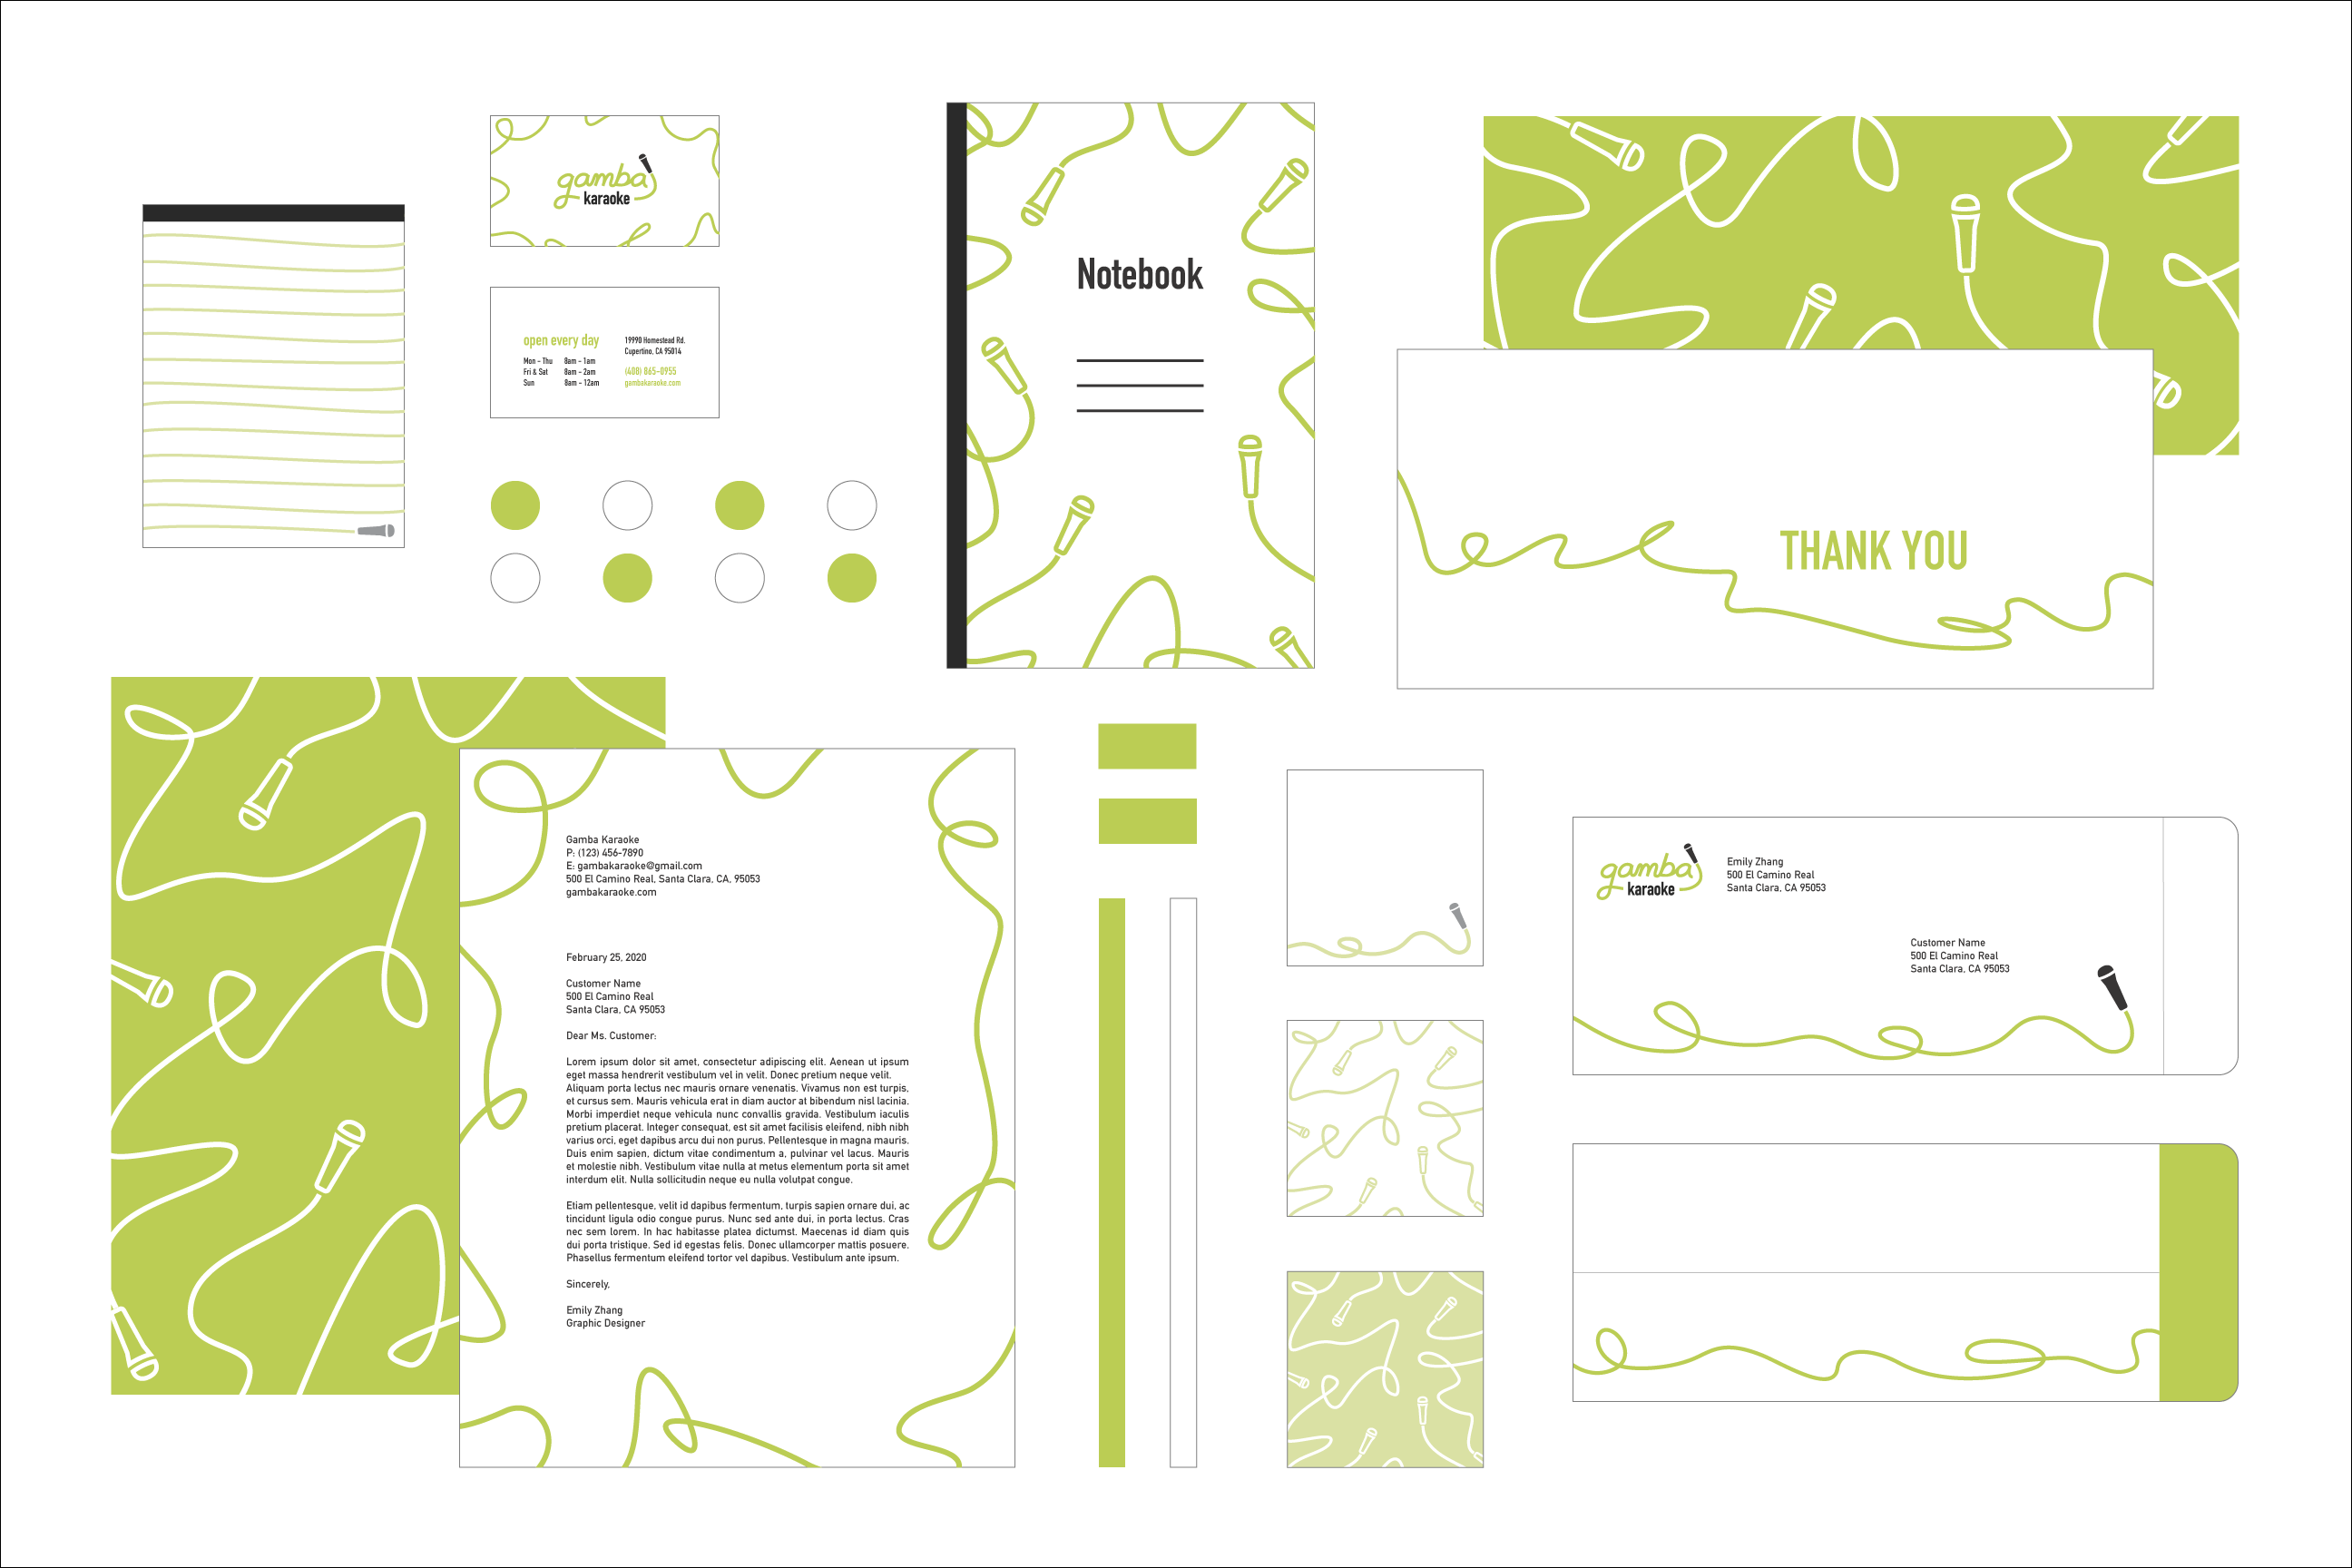 gamba
karaoke
open every day
Mon - Thu 8am - 1am
Fri & Sat 8am - 2am
Sun 8am - 12am
19990 Homestead Rd.
Cupertino, CA 95014
(408) 865-0955
gambakaraoke.com
Notebook
THANK YOU
Gamba Karaoke
P: (123) 456-7890
E: gambakaraoke@gmail.com
500 El Camino Real, Santa Clara, CA, 95053
gambakaraoke.com
February 25, 2020
Customer Name
500 El Camino Real
Santa Clara, CA 95053
Dear Ms. Customer:
Lorem ipsum dolor sit amet, consectetur adipiscing elit. Aenean ut ipsum
eget massa hendrerit vestibulum vel in velit. Donec pretium neque velit.
Aliquam porta lectus nec mauris ornare venenatis. Vivamus non est turpis,
et cursus sem. Mauris vehicula erat in diam auctor at bibendum nisl lacinia.
Morbi imperdiet neque vehicula nunc convallis gravida. Vestibulum iaculis
pretium placerat. Integer consequat, est sit amet facilisis eleifend, nibh nibh
varius orci, eget dapibus arcu dui non purus. Pellentesque in magna mauris.
Duis enim sapien, dictum vitae condimentum a, pulvinar vel lacus. Mauris
et molestie nibh. Vestibulum vitae nulla at metus elementum porta sit amet
interdum elit. Nulla sollicitudin neque eu nulla volutpat congue.
Etiam pellentesque, velit id dapibus fermentum, turpis sapien ornare dui, ac
tincidunt ligula odio congue purus. Nunc sed ante dui, in porta lectus. Cras
nec sem lorem. In hac habitasse platea dictumst. Maecenas id diam quis
dui porta tristique. Sed id egestas felis. Donec ullamcorper mattis posuere.
Phasellus fermentum eleifend tortor vel dapibus. Vestibulum ante ipsum.
Sincerely,
Emily Zhang
Graphic Designer
gamba
karaoke
Emily Zhang
500 El Camino Real
Santa Clara, CA 95053
Customer Name
500 El Camino Real
Santa Clara, CA 95053